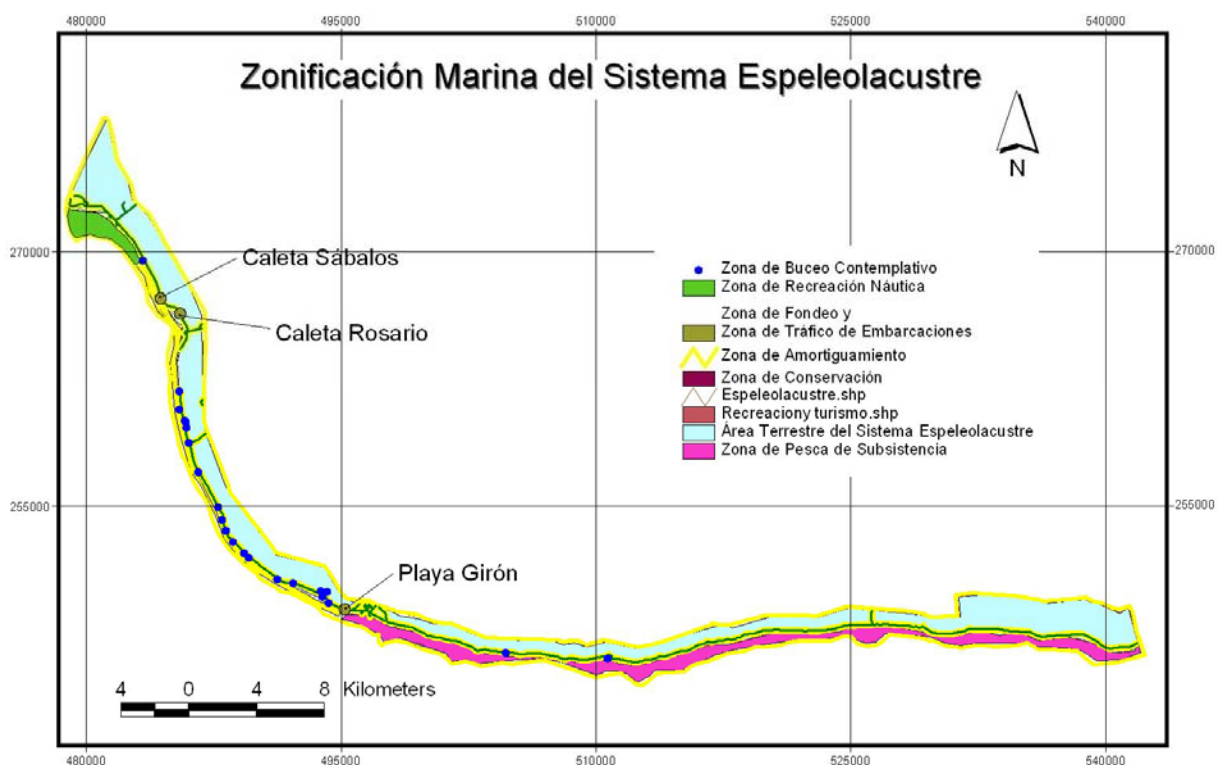 480000 495000 510000 525000 540000
Zonificación Marina del Sistema Espeleolacustre
N
270000 270000
Caleta Sábalos
Caleta Rosario
Zona de Buceo Contemplativo
Zona de Recreación Náutica
Zona de Fondeo y
Zona de Tráfico de Embarcaciones
Zona de Amortiguamiento
Zona de Conservación
Espeleolacustre.shp
Recreaciony turismo.shp
Área Terrestre del Sistema Espeleolacustre
Zona de Pesca de Subsistencia
255000 255000
Playa Girón
4 0 4 8 Kilometers
480000 495000 510000 525000 540000